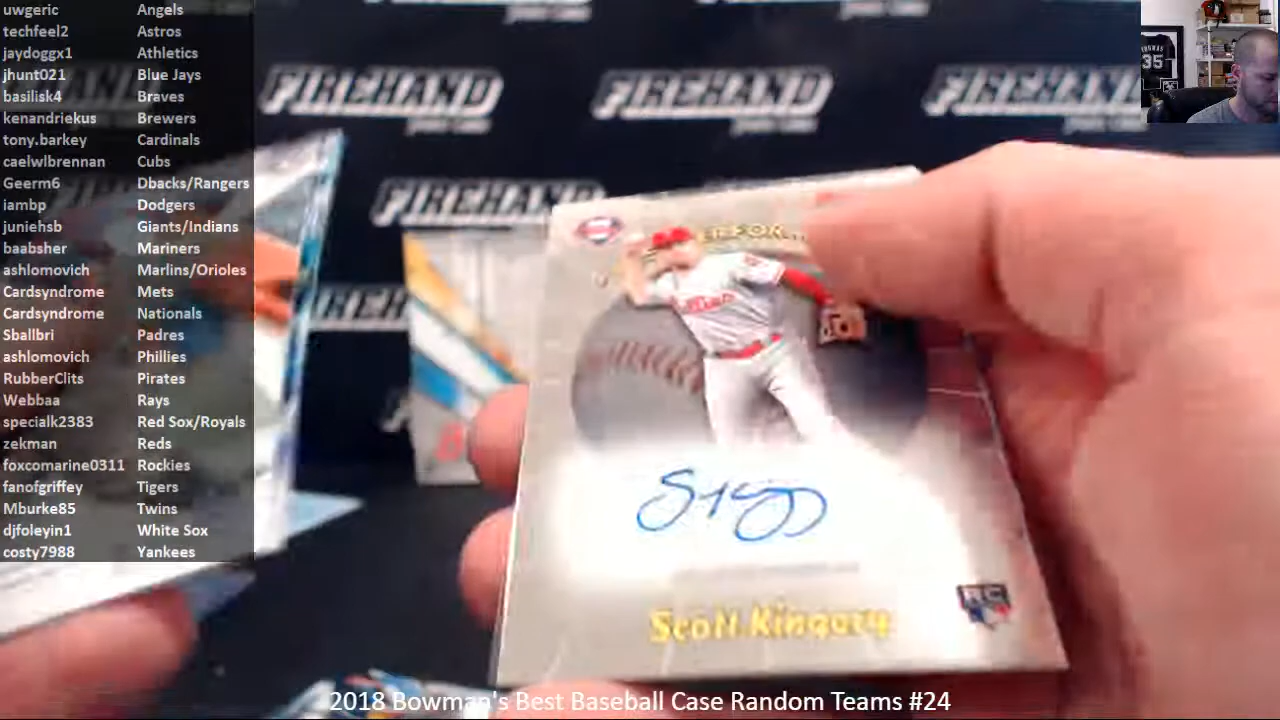 uwgeric Angels
techfeel2 Astros
jaydoggx1 Athletics
jhunt021 Blue Jays
basilisk4 Braves
kenandriekus Brewers
tony.barkey Cardinals
caelwlbrennan Cubs
Geerm6 Dbacks/Rangers
iambp Dodgers
juniehsb Giants/Indians
baabsher Mariners
ashlomovich Marlins/Orioles
Cardsyndrome Mets
Cardsyndrome Nationals
Sballbri Padres
ashlomovich Phillies
RubberClits Pirates
Webbaa Rays
specialk2383 Red Sox/Royals
zekman Reds
foxcomarine0311 Rockies
fanofgriffey Tigers
Mburke85 Twins
djfoleyin1 White Sox
costy7988 Yankees
FIREHAND FIREHAND FIREHAND
FIREHAND
THOMAS
35
Phillies
Scott Kingery
RC
2018 Bowman's Best Baseball Case Random Teams #24